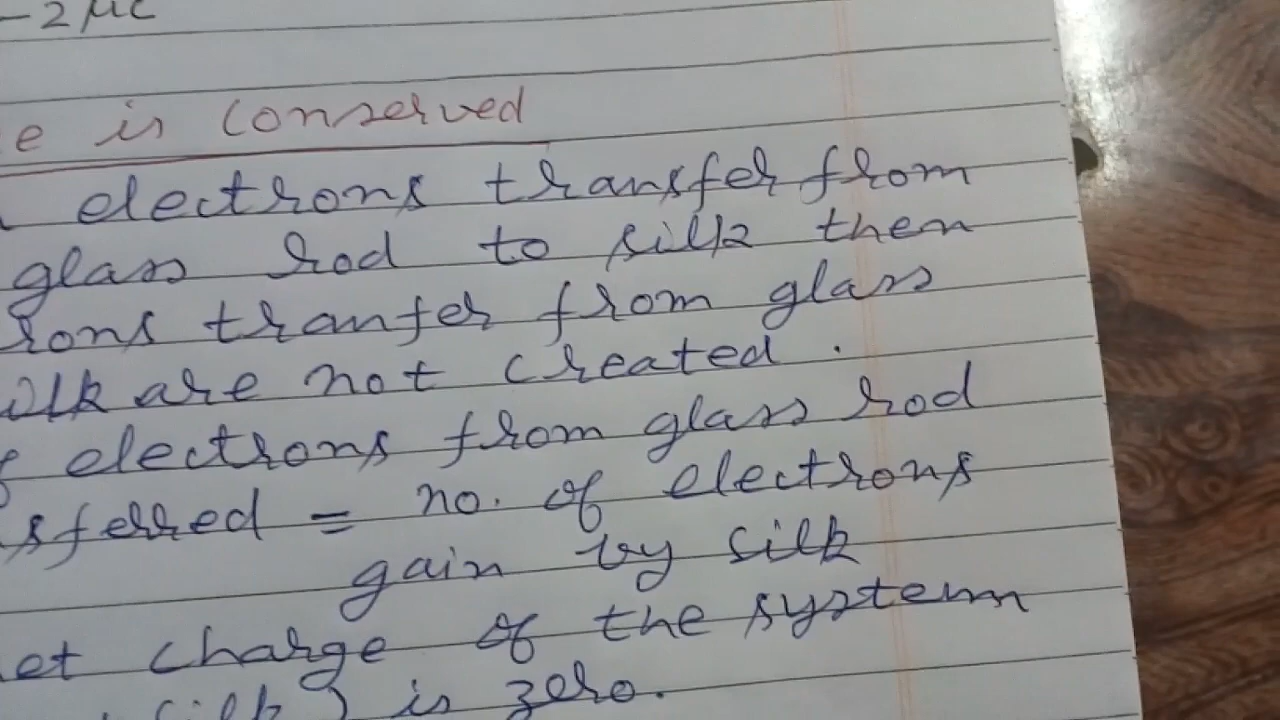 -2μC
e is conserved
electrons transfer from
glass rod to silk then
rons tranfer from glass
ilk are not created.
electrons from glass rod
sferred = no. of electrons
gain by silk
et charge of the system
silk) is zero.